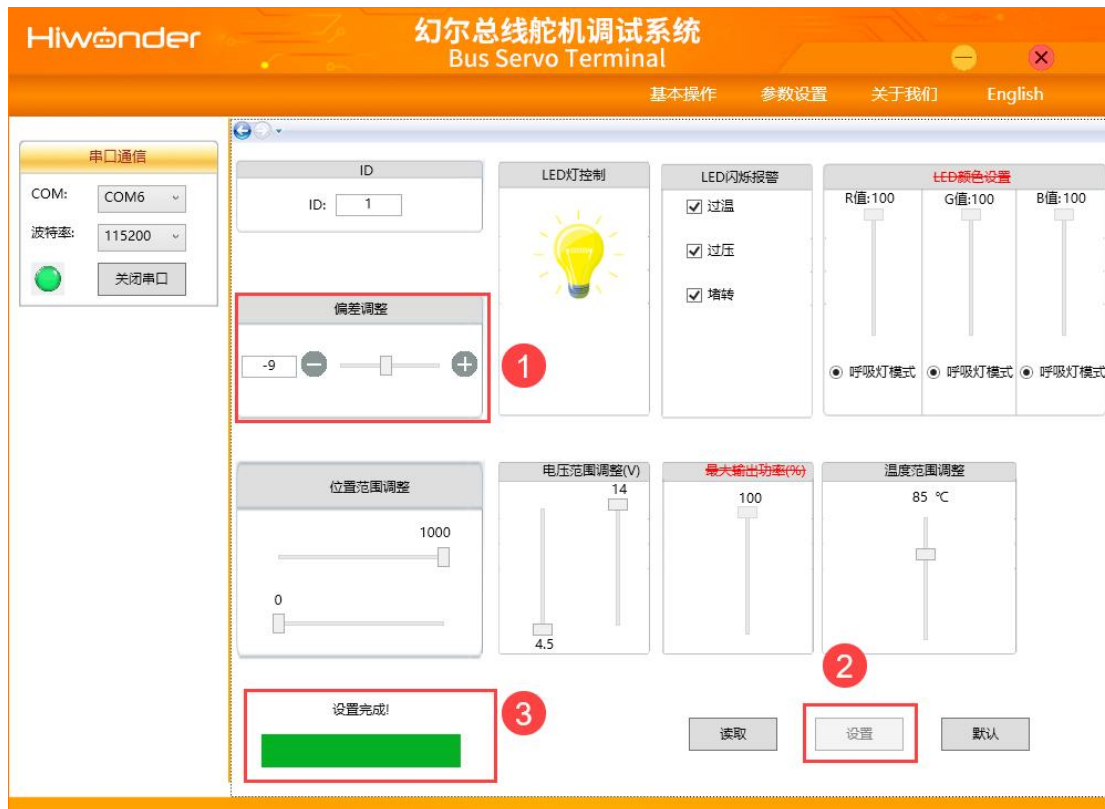 Hiwonder
幻尔总线舵机调试系统
Bus Servo Terminal
基本操作 参数设置 关于我们 English
串口通信
COM: COM6
波特率: 115200
关闭串口
ID
ID: 1
LED灯控制
LED闪烁报警
过温
过压
堵转
LED颜色设置
R值:100 G值:100 B值:100
呼吸灯模式 呼吸灯模式 呼吸灯模式
偏差调整
-9
1
位置范围调整
1000
0
电压范围调整(V)
14
4.5
最大输出功率(%)
100
温度范围调整
85 ℃
2
设置完成!
3
读取 设置 默认